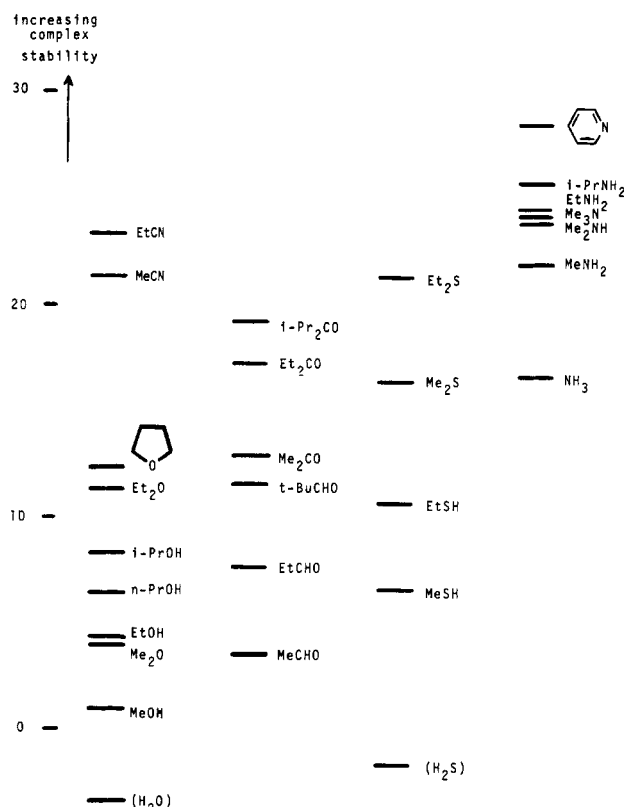 increasing
complex
stability
30
N
i-PrNH2
EtNH2
Me3N
Me2NH
EtCN
MeCN
MeNH2
20
Et2S
i-Pr2CO
Et2CO
Me2S
NH3
O
Me2CO
Et2O
t-BuCHO
10
EtSH
i-PrOH
EtCHO
n-PrOH
MeSH
EtOH
Me2O
MeCHO
MeOH
0
(H2S)
(H2O)